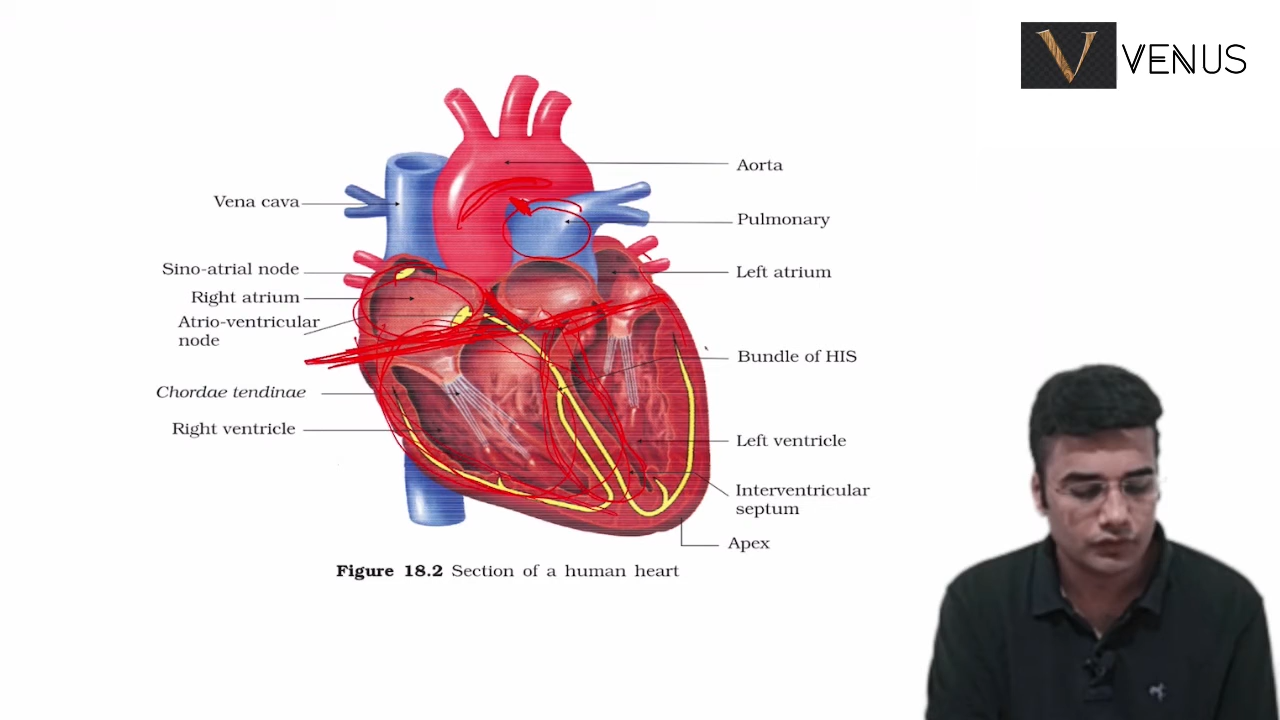 V VENUS
Aorta
Vena cava
Pulmonary
Sino-atrial node
Left atrium
Right atrium
Atrio-ventricular
node
Bundle of HIS
Chordae tendinae
Right ventricle
Left ventricle
Interventricular
septum
Apex
Figure 18.2 Section of a human heart